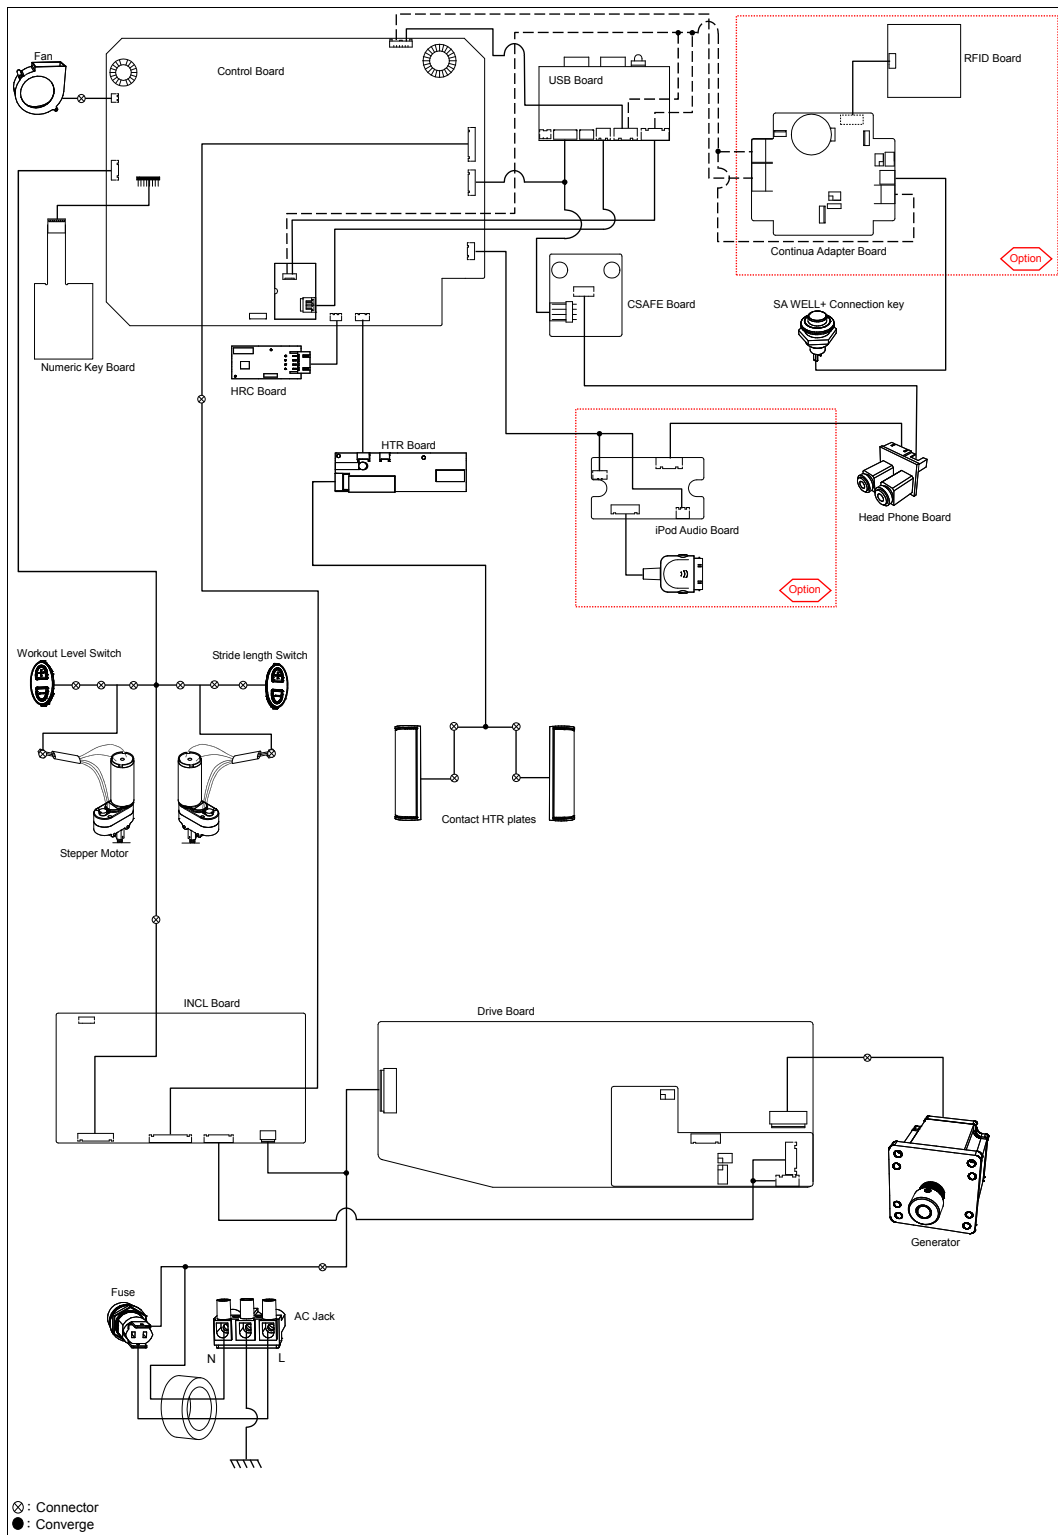 Fan
Control Board
USB Board
RFID Board
Continua Adapter Board
Option
CSAFE Board
SA WELL+ Connection key
Numeric Key Board
HRC Board
HTR Board
iPod Audio Board
Head Phone Board
Option
Workout Level Switch
Stride length Switch
Contact HTR plates
Stepper Motor
INCL Board
Drive Board
Generator
Fuse
AC Jack
N
L
: Connector
: Converge